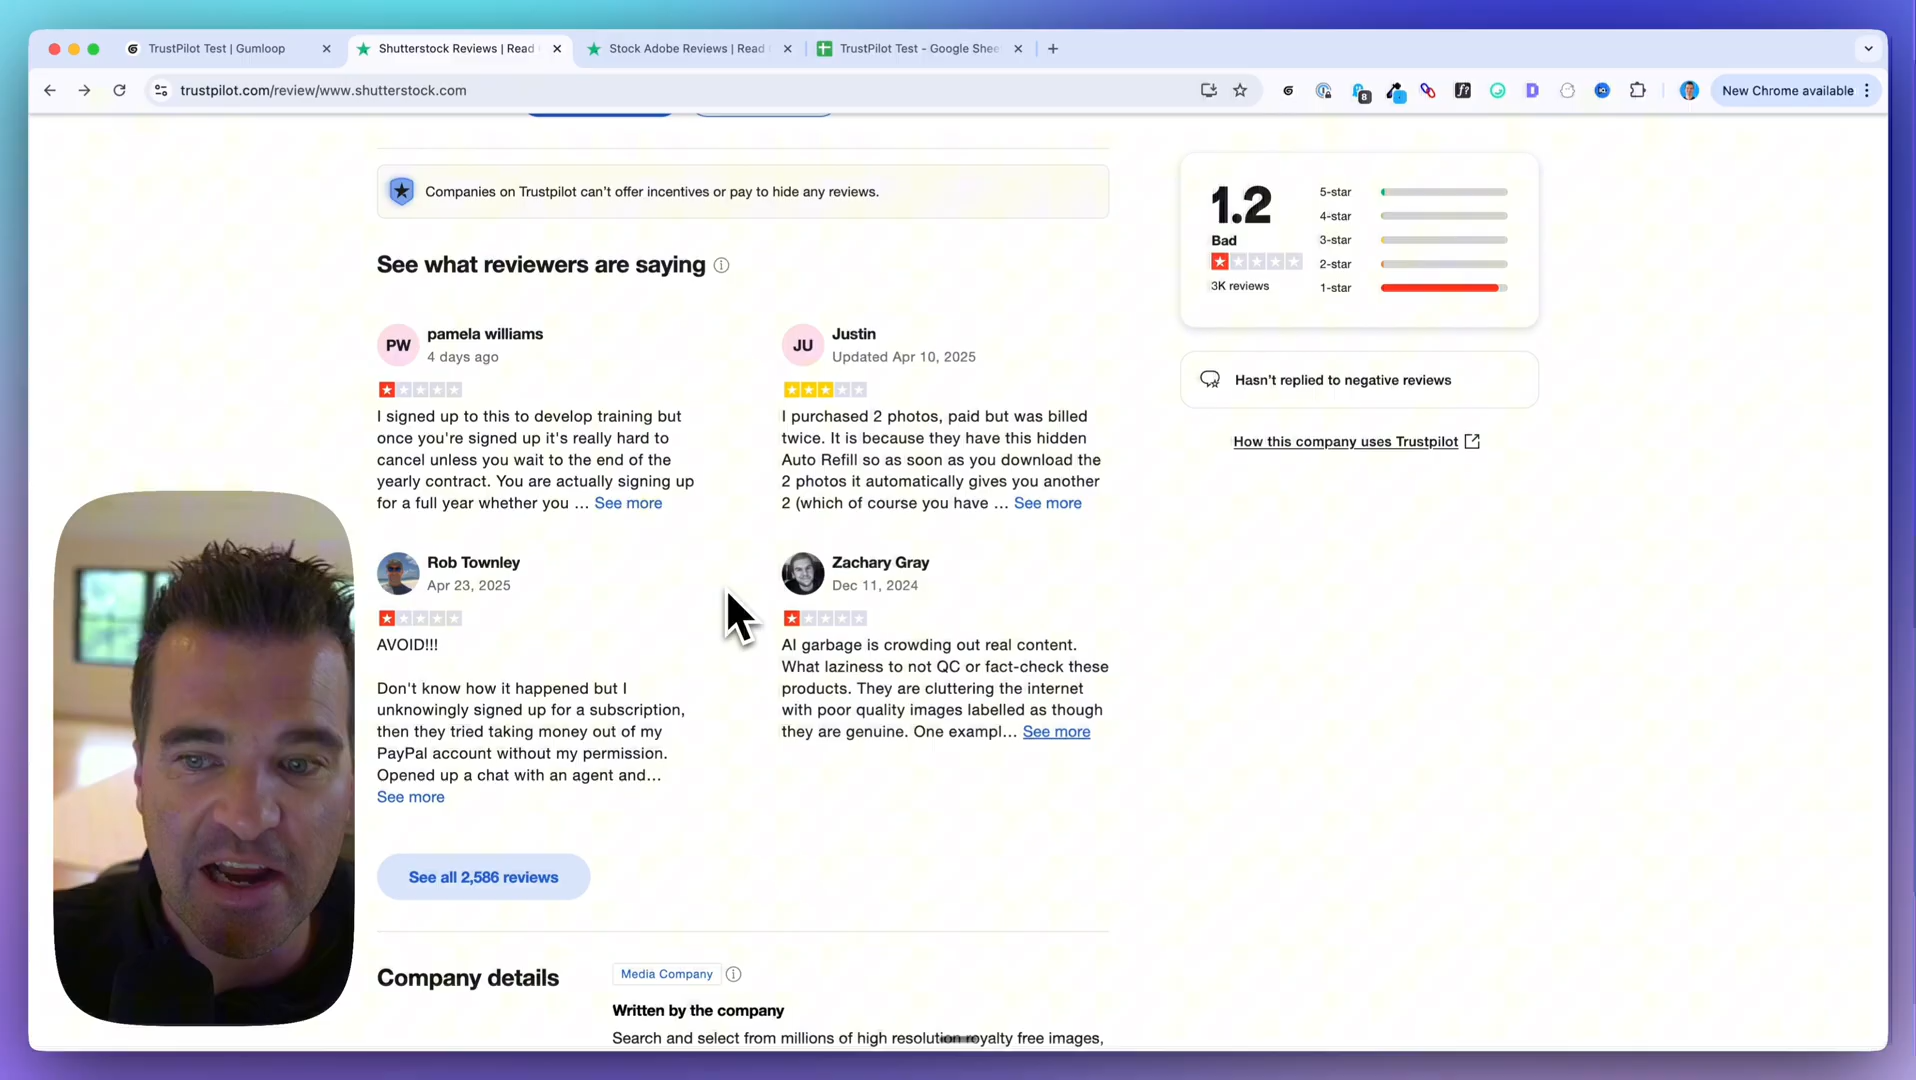 TrustPilot Test | Gumloop
Shutterstock Reviews | Read
Stock Adobe Reviews | Read
TrustPilot Test - Google Shee
trustpilot.com/review/www.shutterstock.com
8
f?
D
New Chrome available
Companies on Trustpilot can't offer incentives or pay to hide any reviews.
See what reviewers are saying
PW
pamela williams
4 days ago
I signed up to this to develop training but
once you're signed up it's really hard to
cancel unless you wait to the end of the
yearly contract. You are actually signing up
for a full year whether you ... See more
JU
Justin
Updated Apr 10, 2025
I purchased 2 photos, paid but was billed
twice. It is because they have this hidden
Auto Refill so as soon as you download the
2 photos it automatically gives you another
2 (which of course you have ... See more
Rob Townley
Apr 23, 2025
AVOID!!!
Don't know how it happened but I
unknowingly signed up for a subscription,
then they tried taking money out of my
PayPal account without my permission.
Opened up a chat with an agent and...
See more
Zachary Gray
Dec 11, 2024
AI garbage is crowding out real content.
What laziness to not QC or fact-check these
products. They are cluttering the internet
with poor quality images labelled as though
they are genuine. One exampl... See more
See all 2,586 reviews
Company details
Media Company
Written by the company
Search and select from millions of high resolution royalty free images,
1.2
Bad
3K reviews
5-star
4-star
3-star
2-star
1-star
Hasn't replied to negative reviews
How this company uses Trustpilot